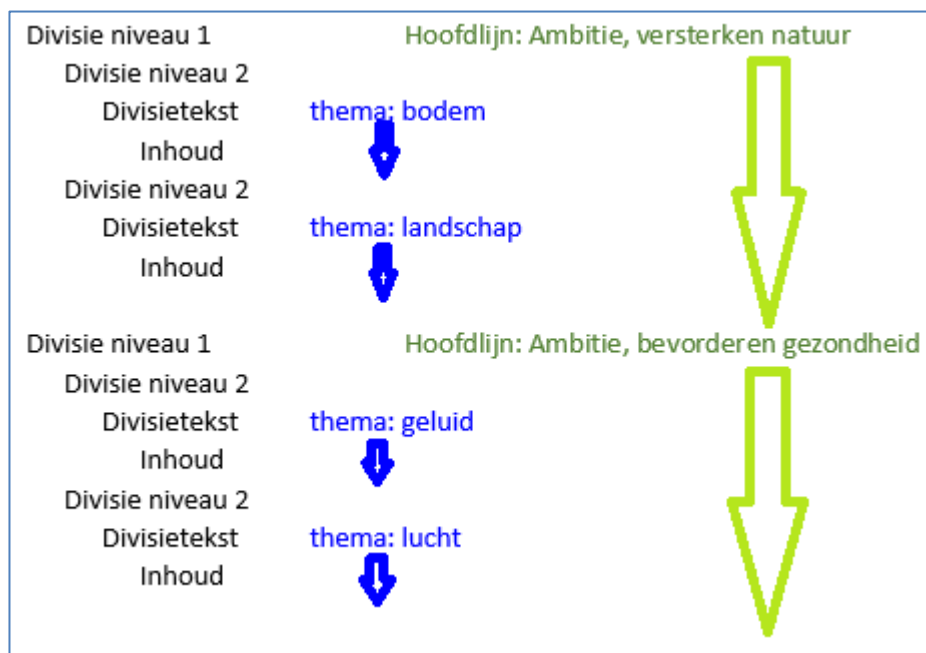 Divisie niveau 1 Hoofdlijn: Ambitie, versterken natuur
Divisie niveau 2
Divisietekst thema: bodem
Inhoud
Divisie niveau 2
Divisietekst thema: landschap
Inhoud
Divisie niveau 1 Hoofdlijn: Ambitie, bevorderen gezondheid
Divisie niveau 2
Divisietekst thema: geluid
Inhoud
Divisie niveau 2
Divisietekst thema: lucht
Inhoud